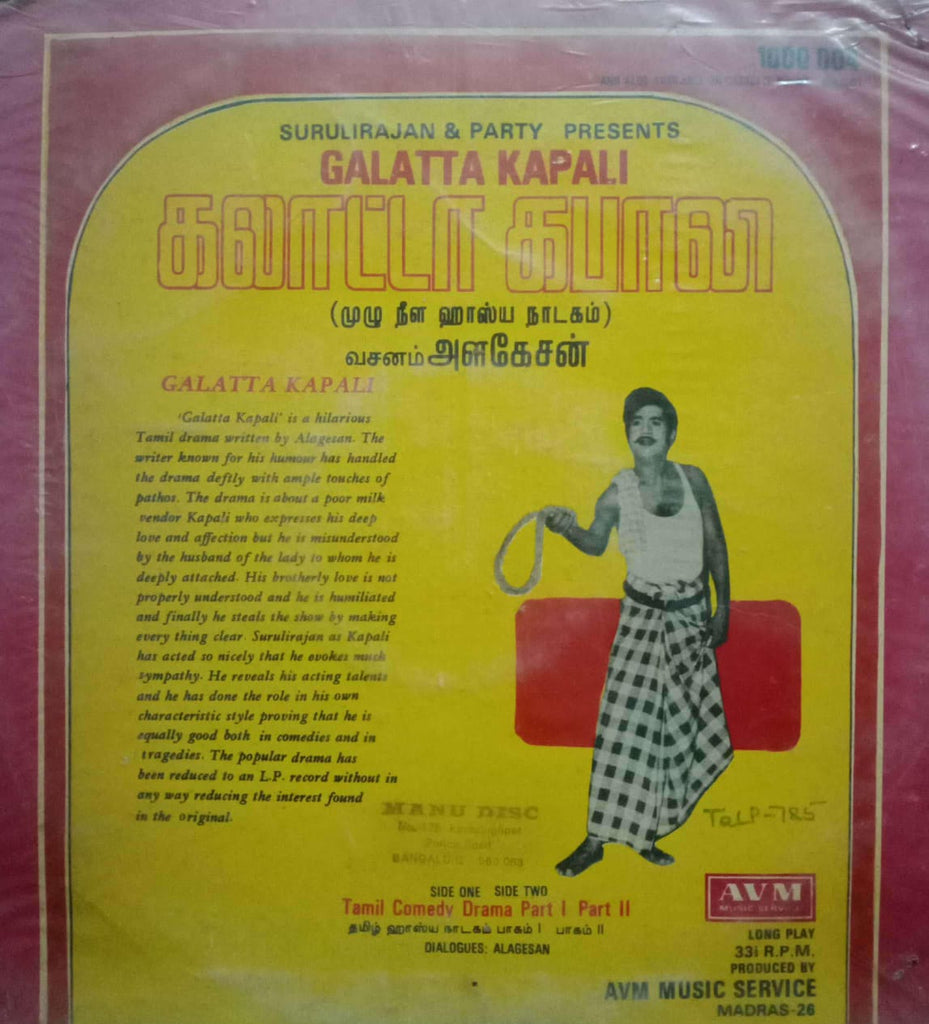 1000 004
SURULIRAJAN & PARTY PRESENTS
GALATTA KAPALI
கலாட்டா கபாலி
(முழு நீள ஹாஸ்ய நாடகம்)
வசனம் அளகேசன்
GALATTA KAPALI
'Galatta Kapali' is a hilarious
Tamil drama written by Alagesan. The
writer known for his humour has handled
the drama deftly with ample touches of
pathos. The drama is about a poor milk
vendor Kapali who expresses his deep
love and affection but he is misunderstood
by the husband of the lady to whom he is
deeply attached. His brotherly love is not
properly understood and he is humiliated
and finally he steals the show by making
every thing clear. Surulirajan as Kapali
has acted so nicely that he evokes much
sympathy. He reveals his acting talents
and he has done the role in his own
characteristic style proving that he is
equally good both in comedies and in
tragedies. The popular drama has
been reduced to an L.P. record without in
any way reducing the interest found
in the original.
MANU DISC
BANGALORE
TaLP-785
SIDE ONE SIDE TWO
Tamil Comedy Drama Part I Part II
தமிழ் ஹாஸ்ய நாடகம் பாகம் I பாகம் II
DIALOGUES: ALAGESAN
AVM
MUSIC SERVICE
LONG PLAY
33⅓ R.P.M.
PRODUCED BY
AVM MUSIC SERVICE
MADRAS-26